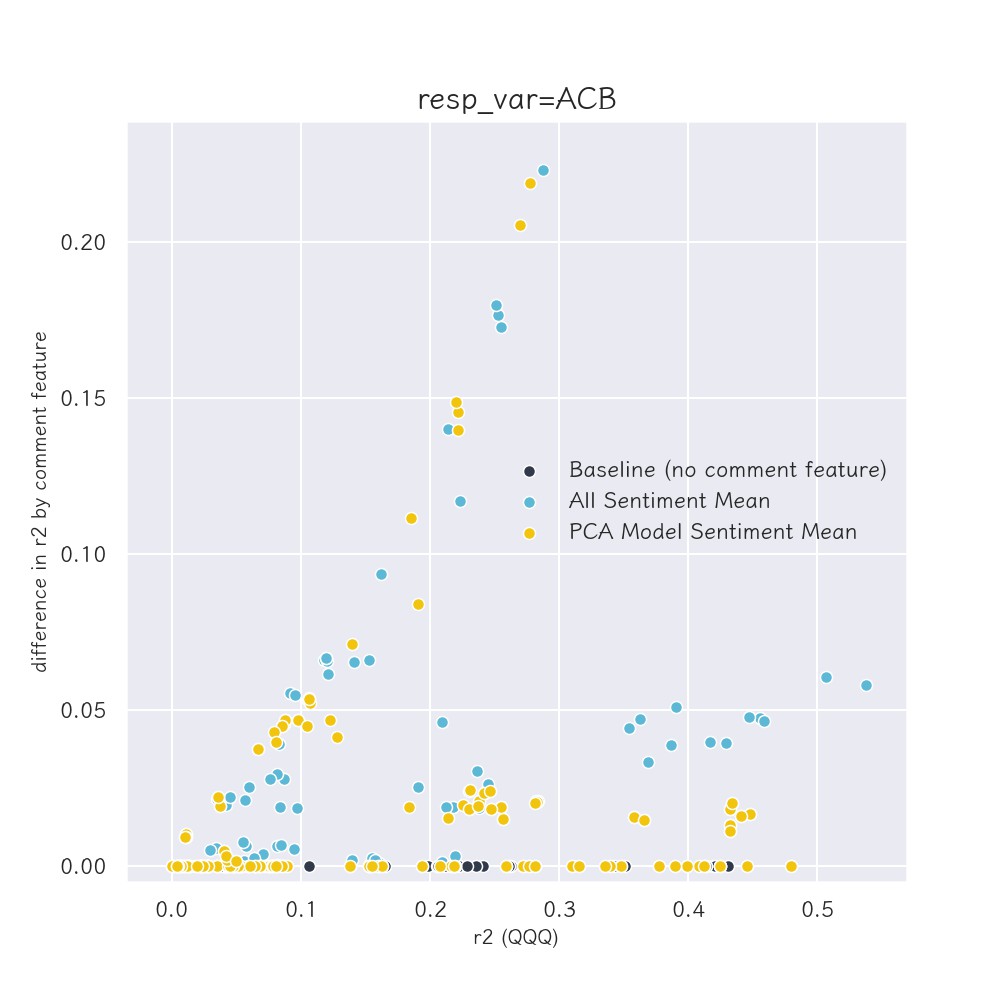 resp_var=ACB
difference in r2 by comment feature
0.20
0.15
0.10
0.05
0.00
Baseline (no comment feature)
All Sentiment Mean
PCA Model Sentiment Mean
0.0 0.1 0.2 0.3 0.4 0.5
r2 (QQQ)